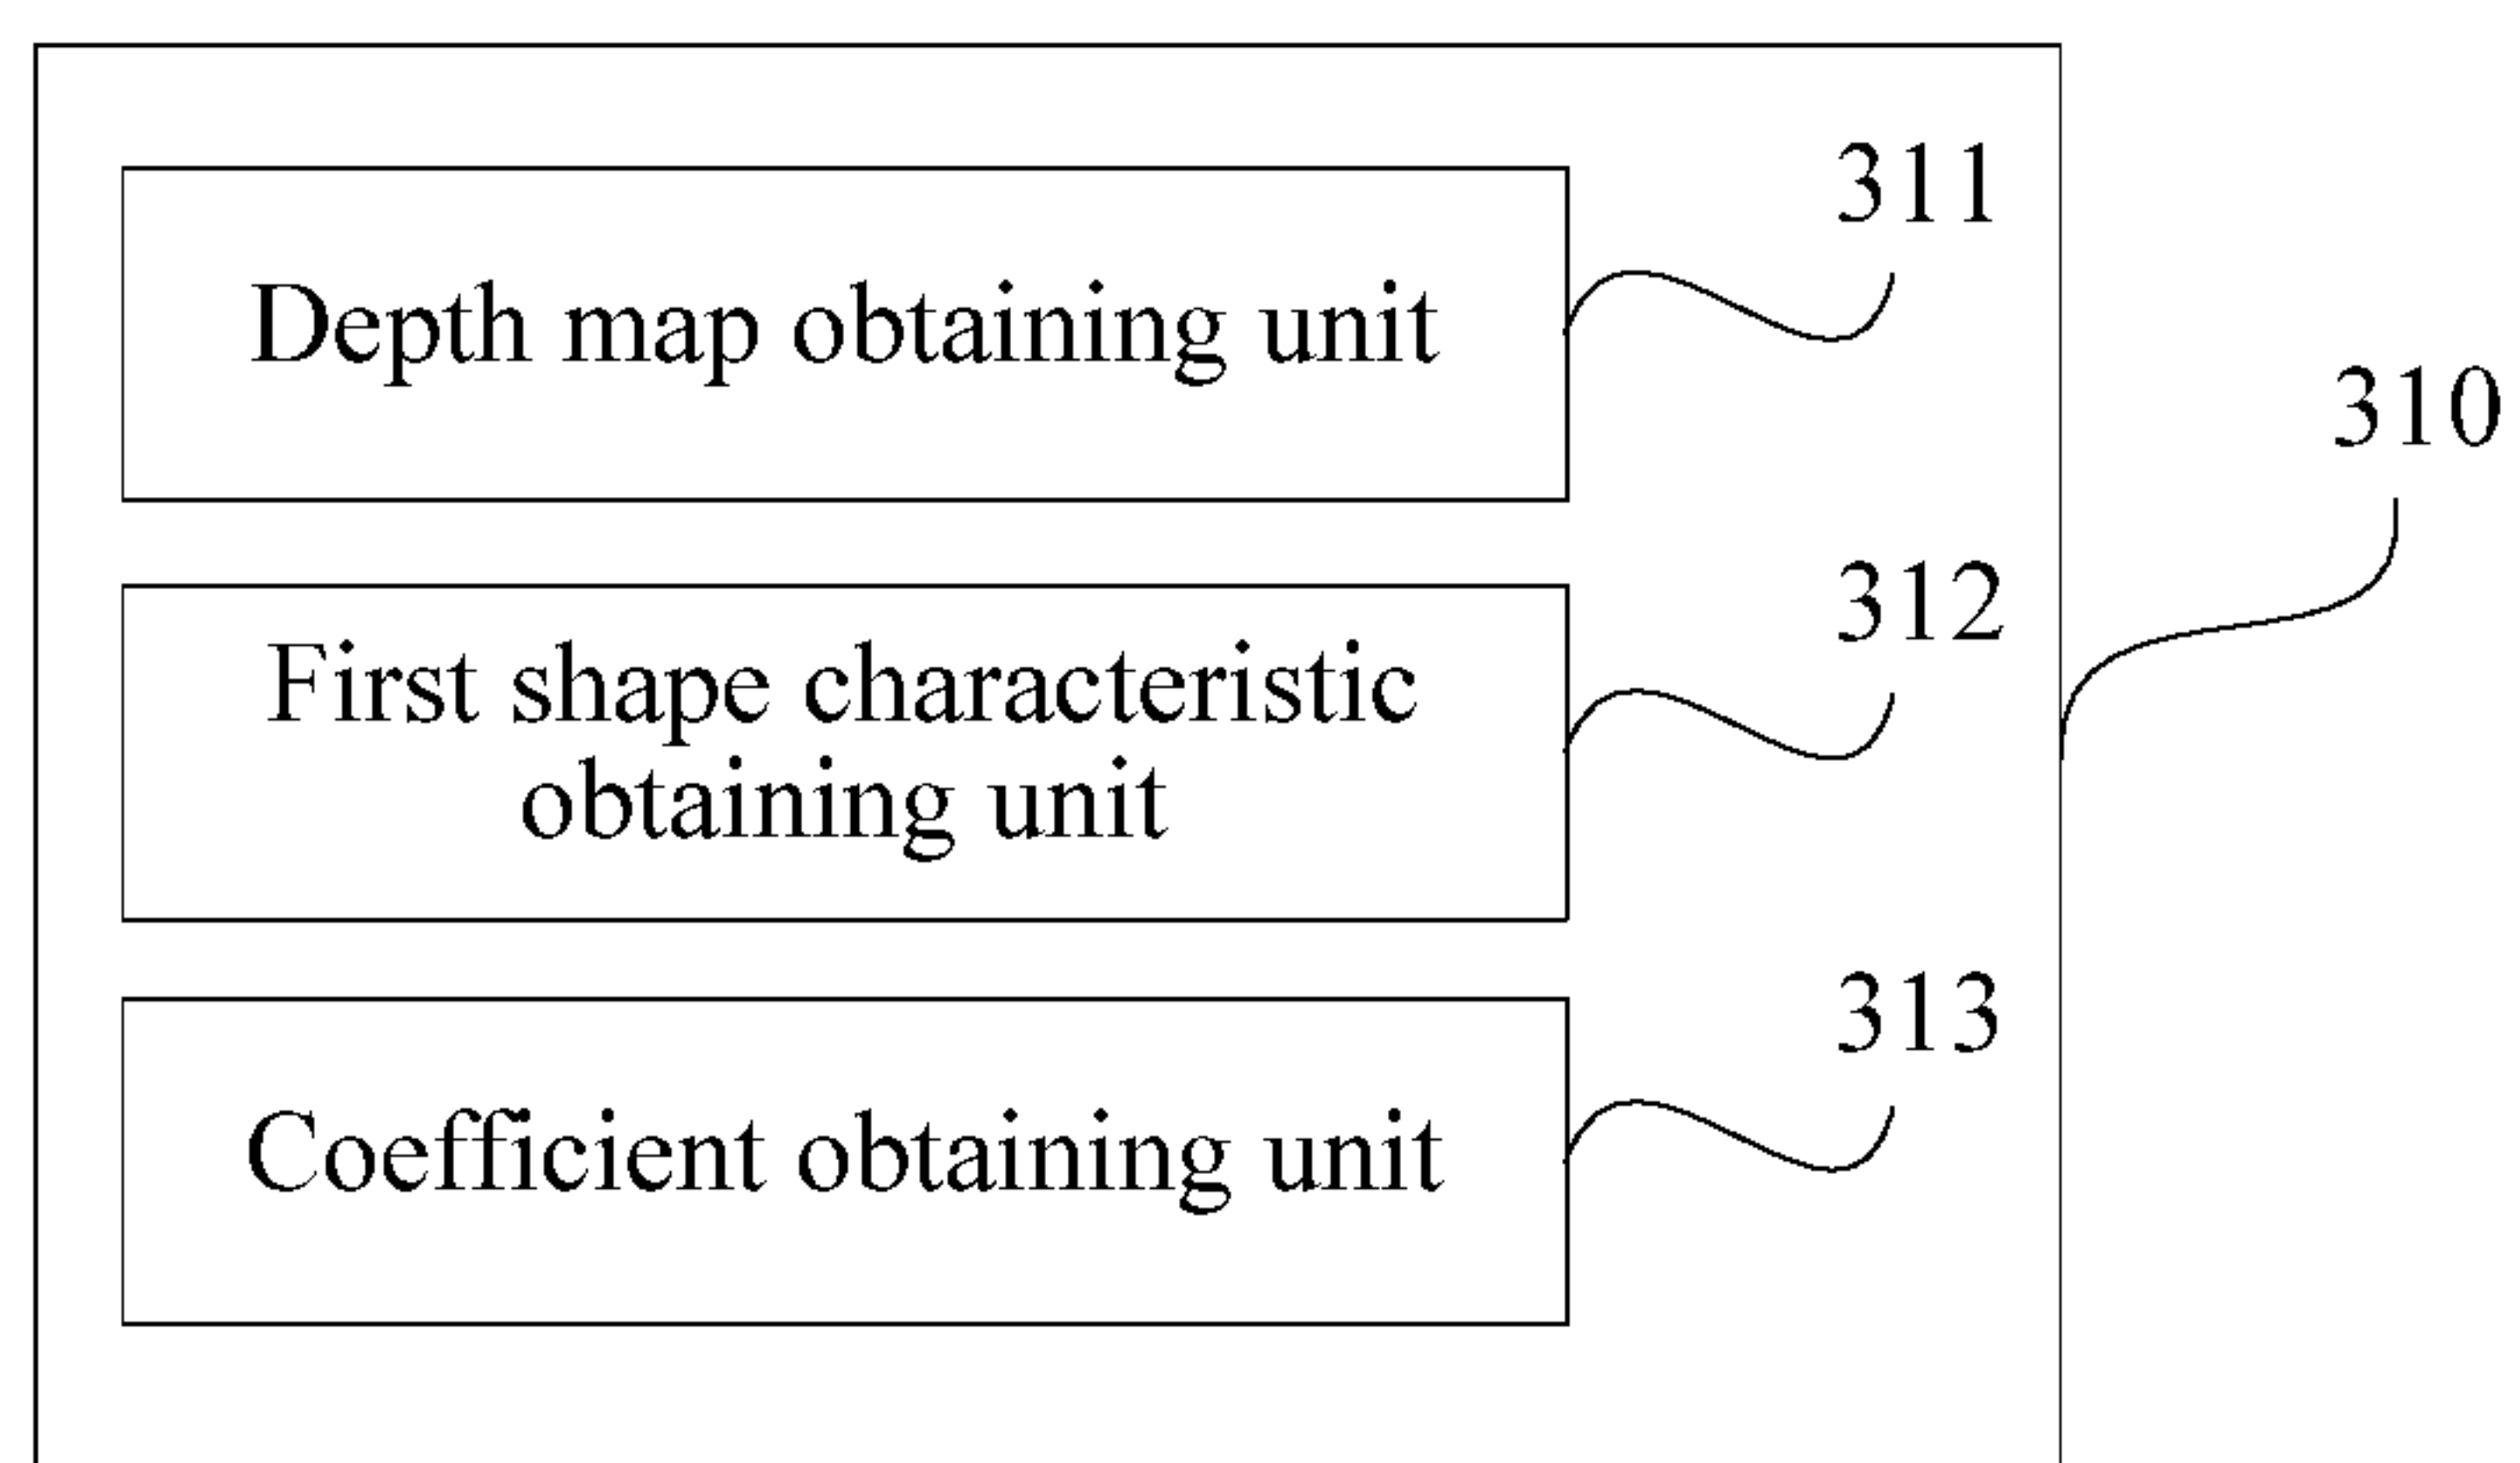 311
Depth map obtaining unit
310
312
First shape characteristic
obtaining unit
313
Coefficient obtaining unit